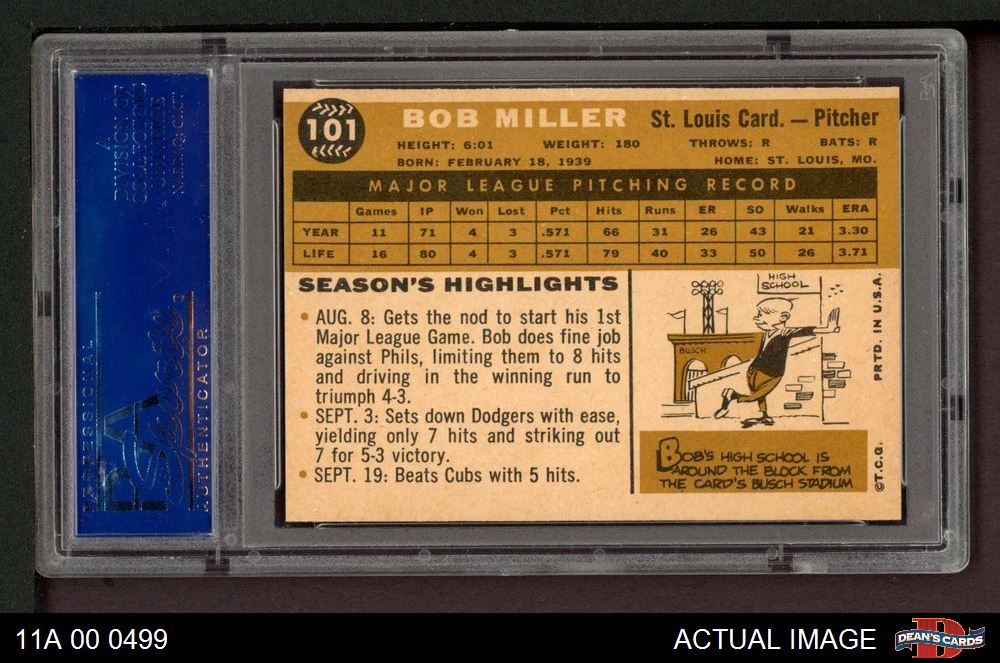 A
DIVISION OF
COLLECTORS
UNIVERSE
NASDAQ: CLCT
PROFESSIONAL
PSA
Sports
AUTHENTICATOR
101
BOB MILLER St. Louis Card. — Pitcher
HEIGHT: 6:01 WEIGHT: 180 THROWS: R BATS: R
BORN: FEBRUARY 18, 1939 HOME: ST. LOUIS, MO.
MAJOR LEAGUE PITCHING RECORD
Games IP Won Lost Pct Hits Runs ER SO Walks ERA
YEAR 11 71 4 3 .571 66 31 26 43 21 3.30
LIFE 16 80 4 3 .571 79 40 33 50 26 3.71
SEASON'S HIGHLIGHTS
• AUG. 8: Gets the nod to start his 1st
Major League Game. Bob does fine job
against Phils, limiting them to 8 hits
and driving in the winning run to
triumph 4-3.
• SEPT. 3: Sets down Dodgers with ease,
yielding only 7 hits and striking out
7 for 5-3 victory.
• SEPT. 19: Beats Cubs with 5 hits.
HIGH
SCHOOL
BUSCH
BOB'S HIGH SCHOOL IS
AROUND THE BLOCK FROM
THE CARD'S BUSCH STADIUM
©T.C.G. PRTD. IN U.S.A.
11A 00 0499
ACTUAL IMAGE
D
DEAN'S CARDS